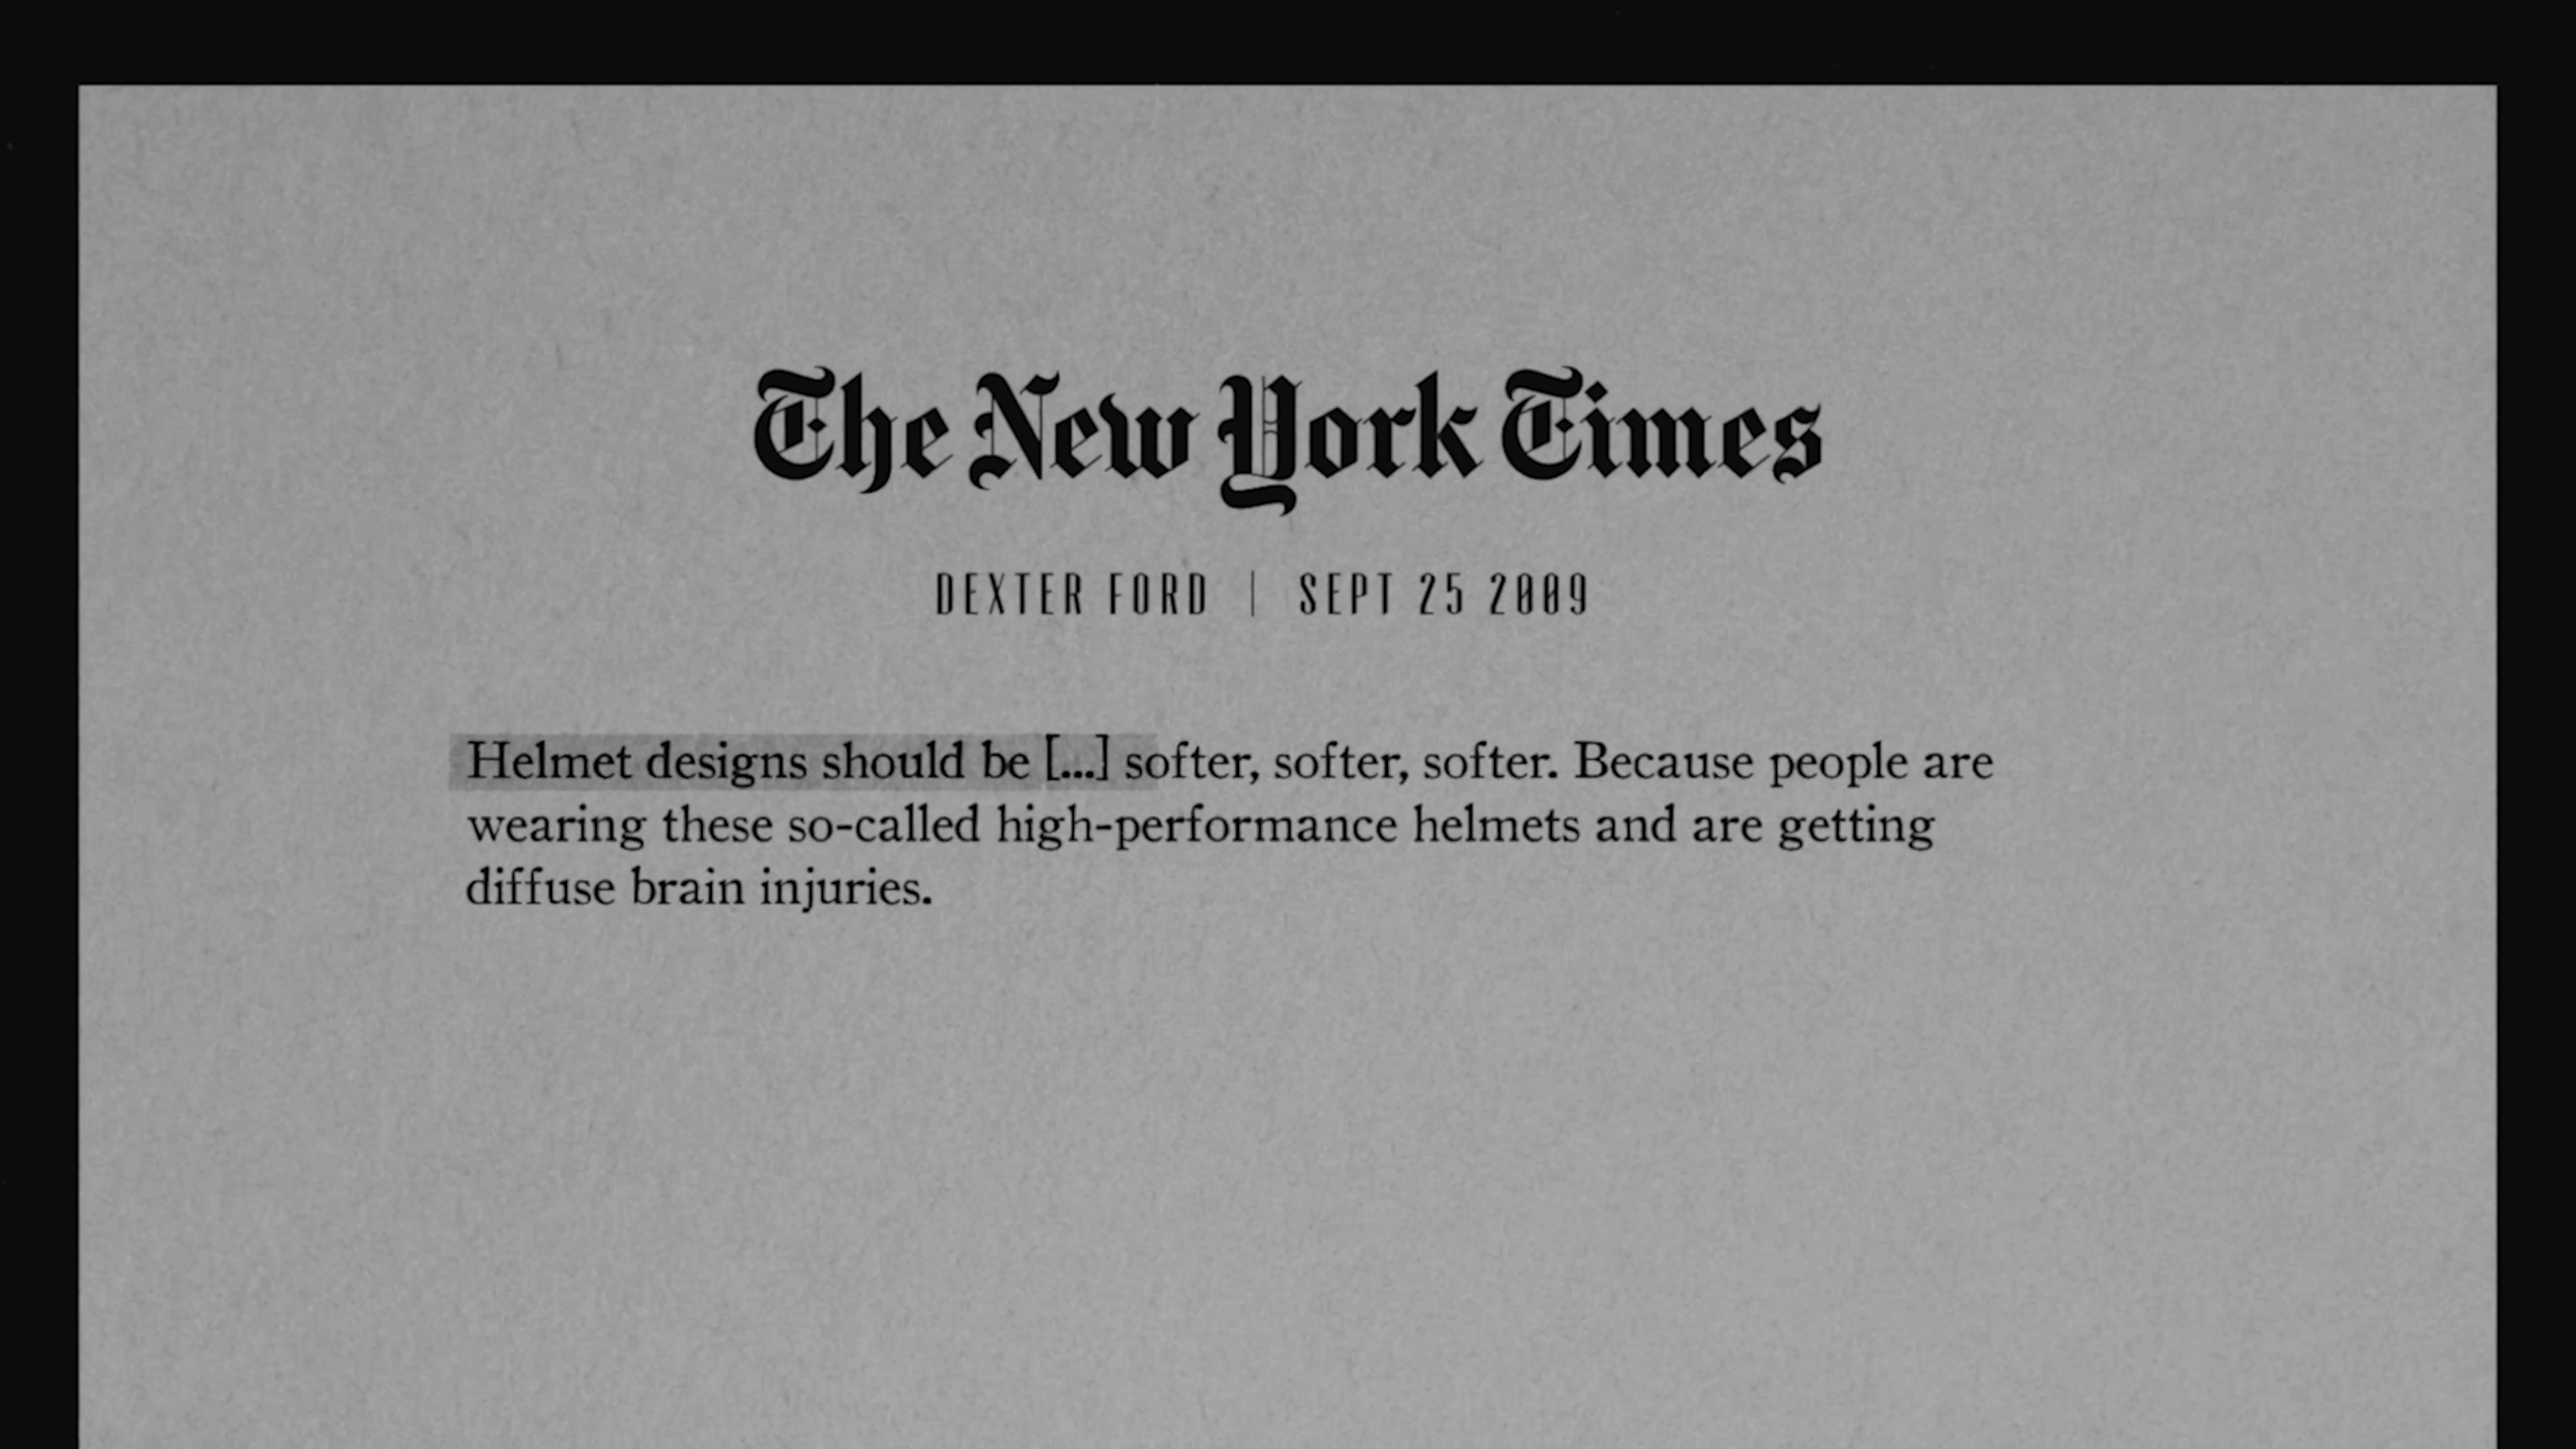 The New York Times
DEXTER FORD | SEPT 25 2009
Helmet designs should be [...] softer, softer, softer. Because people are
wearing these so-called high-performance helmets and are getting
diffuse brain injuries.